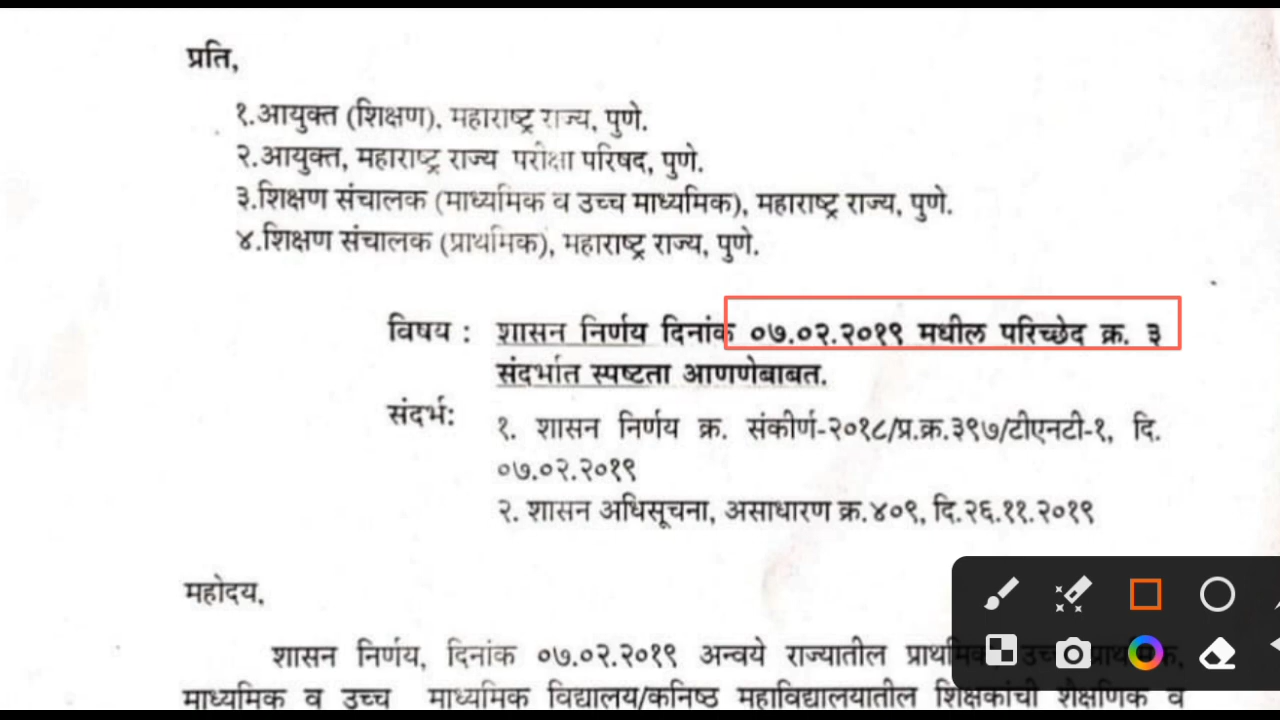 प्रति,
१.आयुक्त (शिक्षण), महाराष्ट्र राज्य, पुणे.
२.आयुक्त, महाराष्ट्र राज्य परीक्षा परिषद, पुणे.
३.शिक्षण संचालक (माध्यमिक व उच्च माध्यमिक), महाराष्ट्र राज्य, पुणे.
४.शिक्षण संचालक (प्राथमिक), महाराष्ट्र राज्य, पुणे.
विषय : शासन निर्णय दिनांक ०७.०२.२०१९ मधील परिच्छेद क्र. ३
संदर्भात स्पष्टता आणणेबाबत.
संदर्भ:
१. शासन निर्णय क्र. संकीर्ण-२०१८/प्र.क्र.३९७/टीएनटी-१, दि.
०७.०२.२०१९
२. शासन अधिसूचना, असाधारण क्र.४०९, दि.२६.११.२०१९
महोदय,
शासन निर्णय, दिनांक ०७.०२.२०१९ अन्वये राज्यातील प्राथमिक, उच्च प्राथमिक,
माध्यमिक व उच्च माध्यमिक विद्यालय/कनिष्ठ महाविद्यालयातील शिक्षकांची शैक्षणिक व